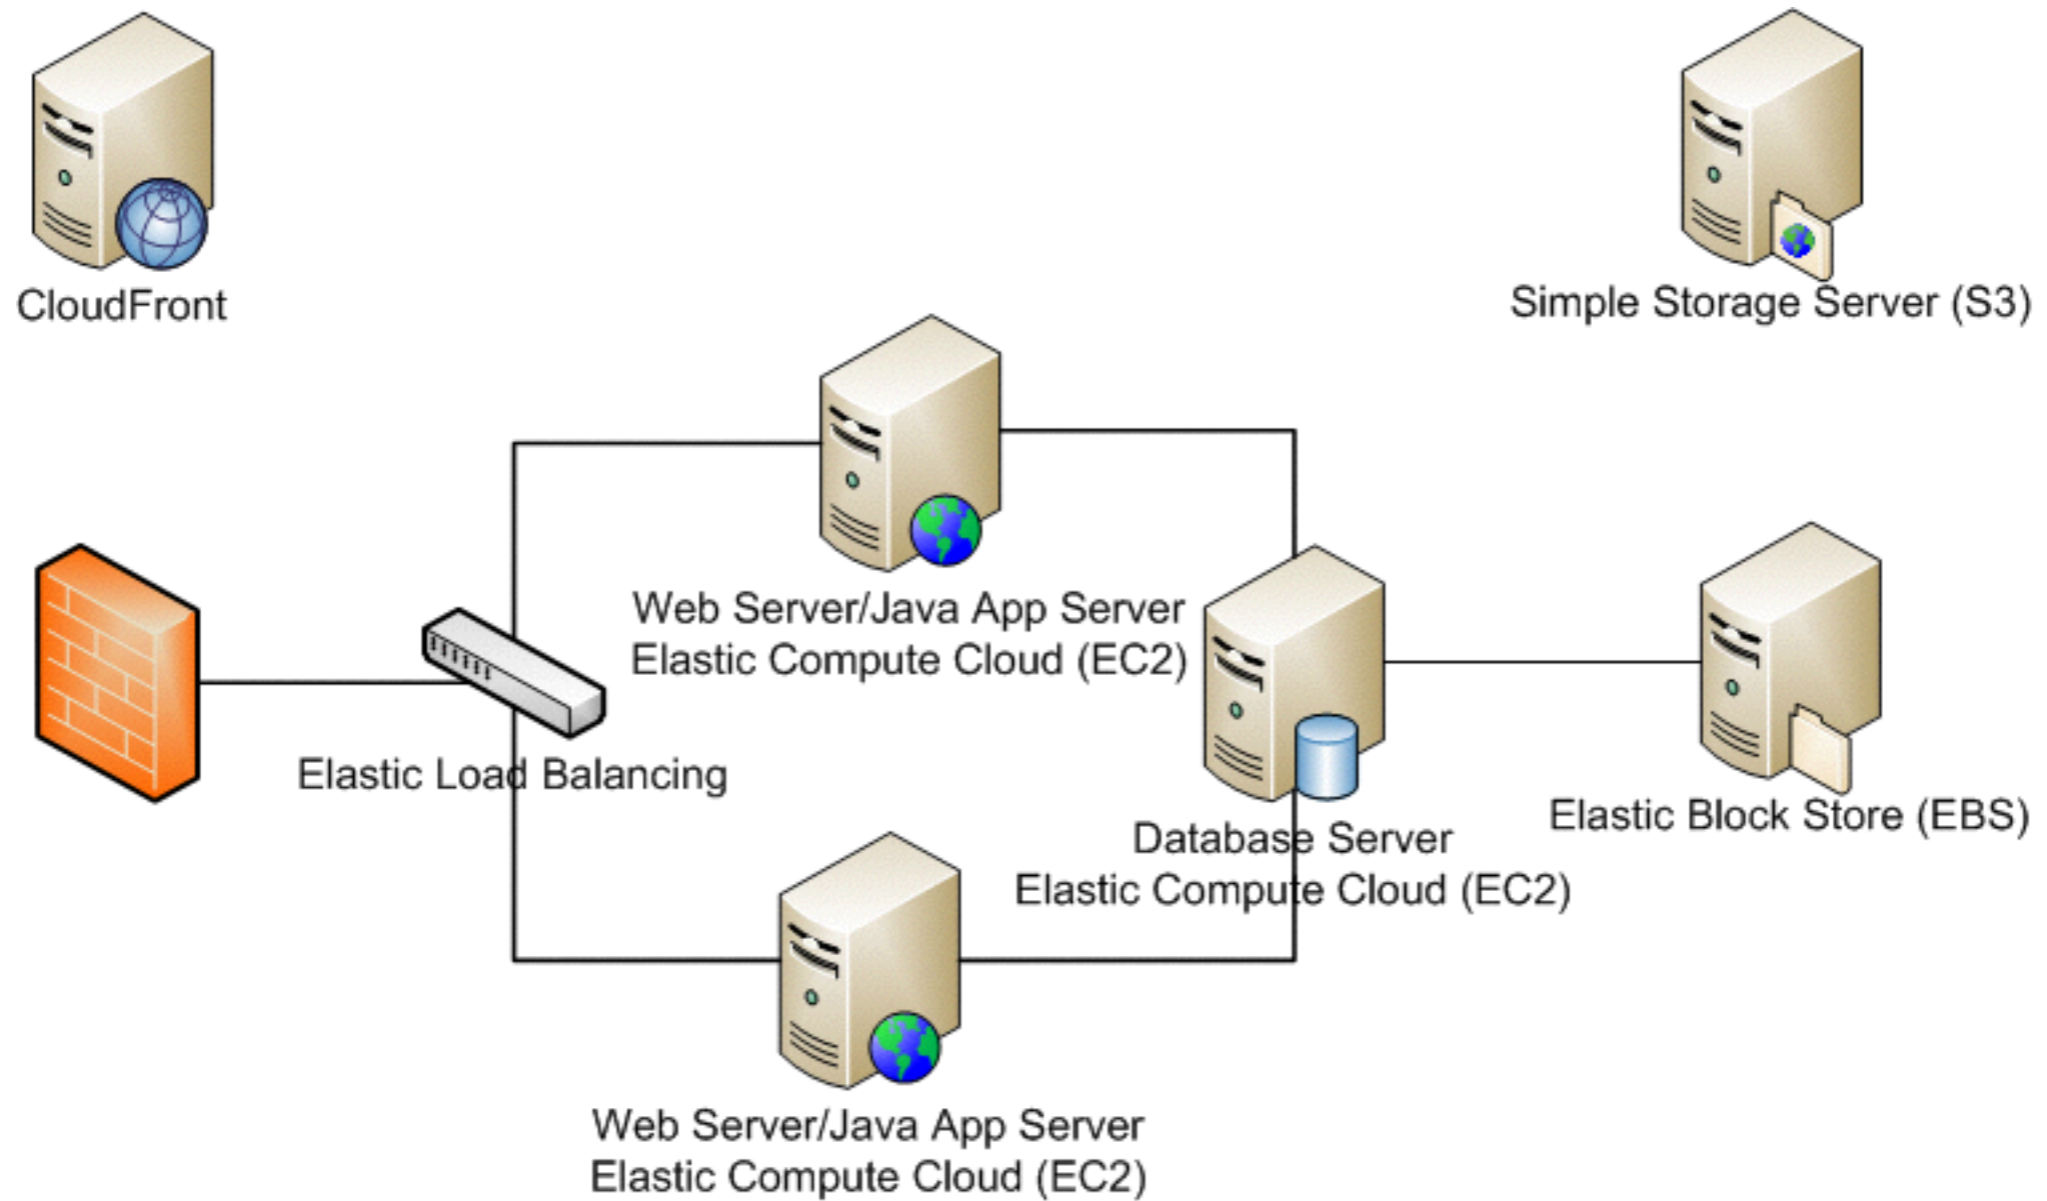 CloudFront
Simple Storage Server (S3)
Web Server/Java App Server
Elastic Compute Cloud (EC2)
Elastic Load Balancing
Database Server
Elastic Compute Cloud (EC2)
Elastic Block Store (EBS)
Web Server/Java App Server
Elastic Compute Cloud (EC2)